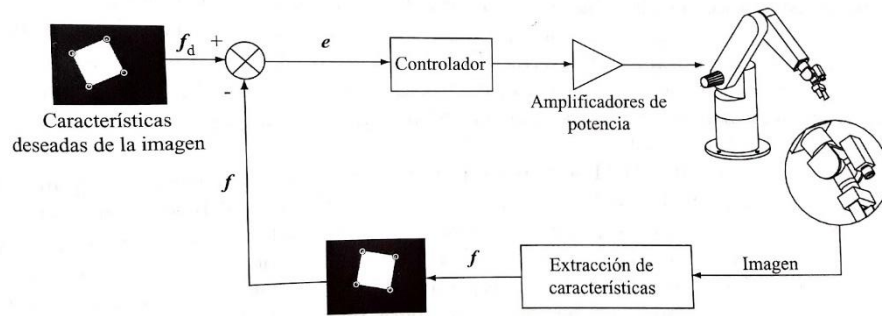 f_d
+
-
e
Controlador
Amplificadores de
potencia
Características
deseadas de la imagen
f
f
Extracción de
características
Imagen